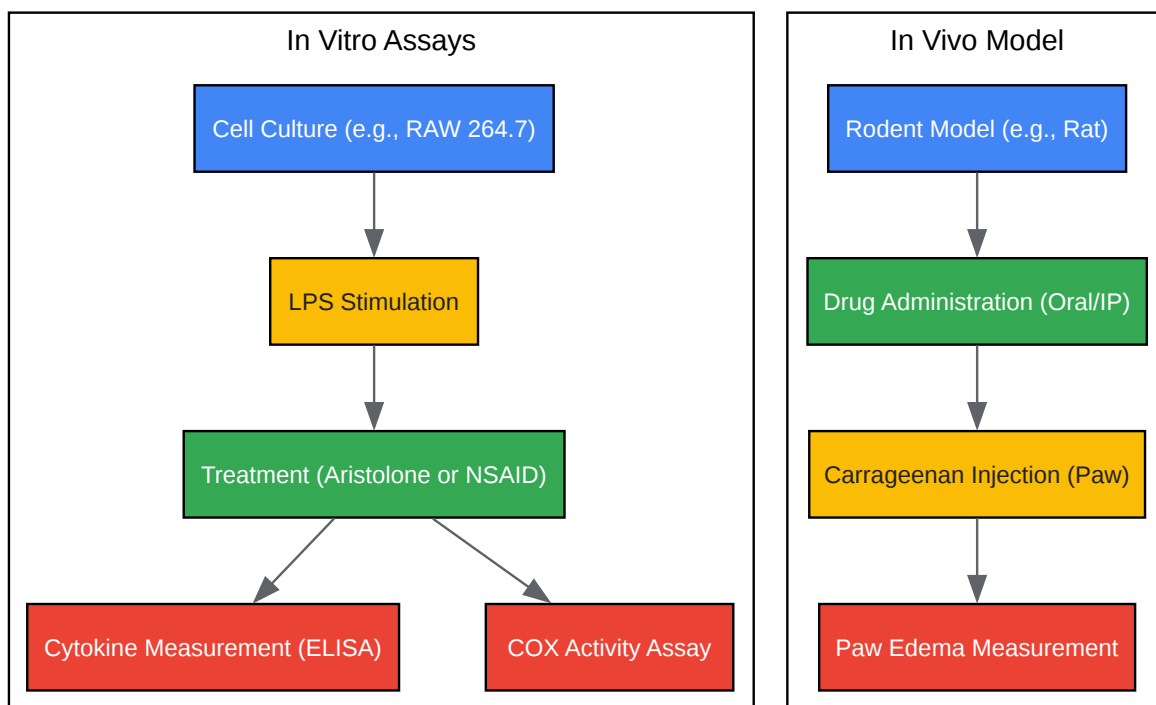 In Vitro Assays
Cell Culture (e.g., RAW 264.7)
LPS Stimulation
Treatment (Aristolone or NSAID)
Cytokine Measurement (ELISA)
COX Activity Assay
In Vivo Model
Rodent Model (e.g., Rat)
Drug Administration (Oral/IP)
Carrageenan Injection (Paw)
Paw Edema Measurement